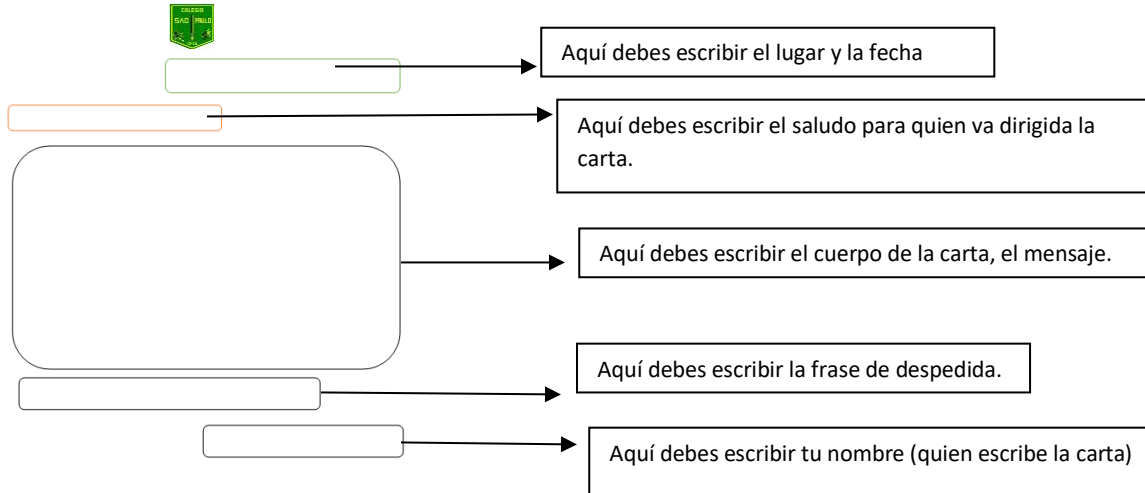 COLEGIO
SAO PAULO
Aquí debes escribir el lugar y la fecha
Aquí debes escribir el saludo para quien va dirigida la
carta.
Aquí debes escribir el cuerpo de la carta, el mensaje.
Aquí debes escribir la frase de despedida.
Aquí debes escribir tu nombre (quien escribe la carta)